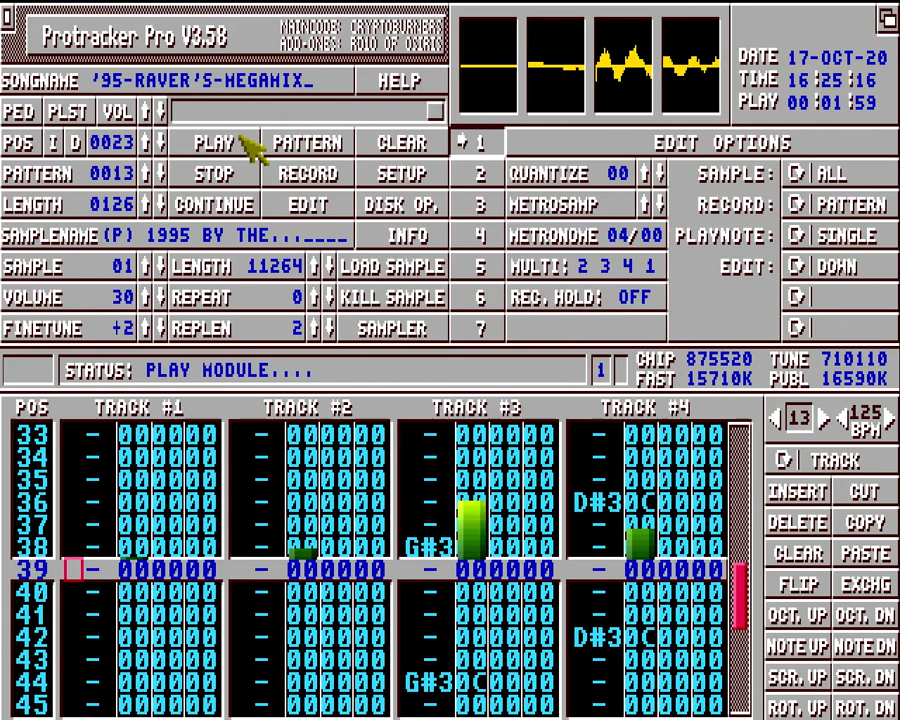 Protracker Pro V3.58
MAINCODE: CRYPTOBURNERS
ADD-ONES: BOLO OF OSIRIS
DATE 17-OCT-20
TIME 16:25:16
PLAY 00:01:59
SONGNAME '95-RAVER'S-MEGAMIX_ HELP
PED PLST VOL
POS I D 0023 PLAY PATTERN CLEAR 1 EDIT OPTIONS
PATTERN 0013 STOP RECORD SETUP 2 QUANTIZE 00 SAMPLE: ALL
LENGTH 0126 CONTINUE EDIT DISK OP. 3 METROSAMP RECORD: PATTERN
SAMPLENAME (P) 1995 BY THE...____ INFO 4 METRONOME 04/00 PLAYNOTE: SINGLE
SAMPLE 01 LENGTH 11264 LOAD SAMPLE 5 MULTI: 2 3 4 1 EDIT: DOWN
VOLUME 30 REPEAT 0 KILL SAMPLE 6 REC.HOLD: OFF
FINETUNE +2 REPLEN 2 SAMPLER 7
STATUS: PLAY MODULE.... 1 CHIP 875520 TUNE 710110
FAST 15710K PUBL 16590K
POS TRACK #1 TRACK #2 TRACK #3 TRACK #4 13 125 BPM
33 - 000000 - 000000 - 000000 - 000000
34 - 000000 - 000000 - 000000 - 000000 TRACK
35 - 000000 - 000000 - 000000 - 000000 INSERT CUT
36 - 000000 - 000000 - 000000 D#30C0000
37 - 000000 - 000000 - 000000 - 000000 DELETE COPY
38 - 000000 - 000000 G#3 0000 - 000000 CLEAR PASTE
39 - 000000 - 000000 - 000000 - 000000
40 - 000000 - 000000 - 000000 - 000000 FLIP EXCHG
41 - 000000 - 000000 - 000000 - 000000 OCT.UP OCT.DN
42 - 000000 - 000000 - 000000 D#30C0000 NOTE UP NOTE DN
43 - 000000 - 000000 - 000000 - 000000
44 - 000000 - 000000 G#30C0000 - 000000 SCR.UP SCR.DN
45 - 000000 - 000000 - 000000 - 000000 ROT.UP ROT.DN